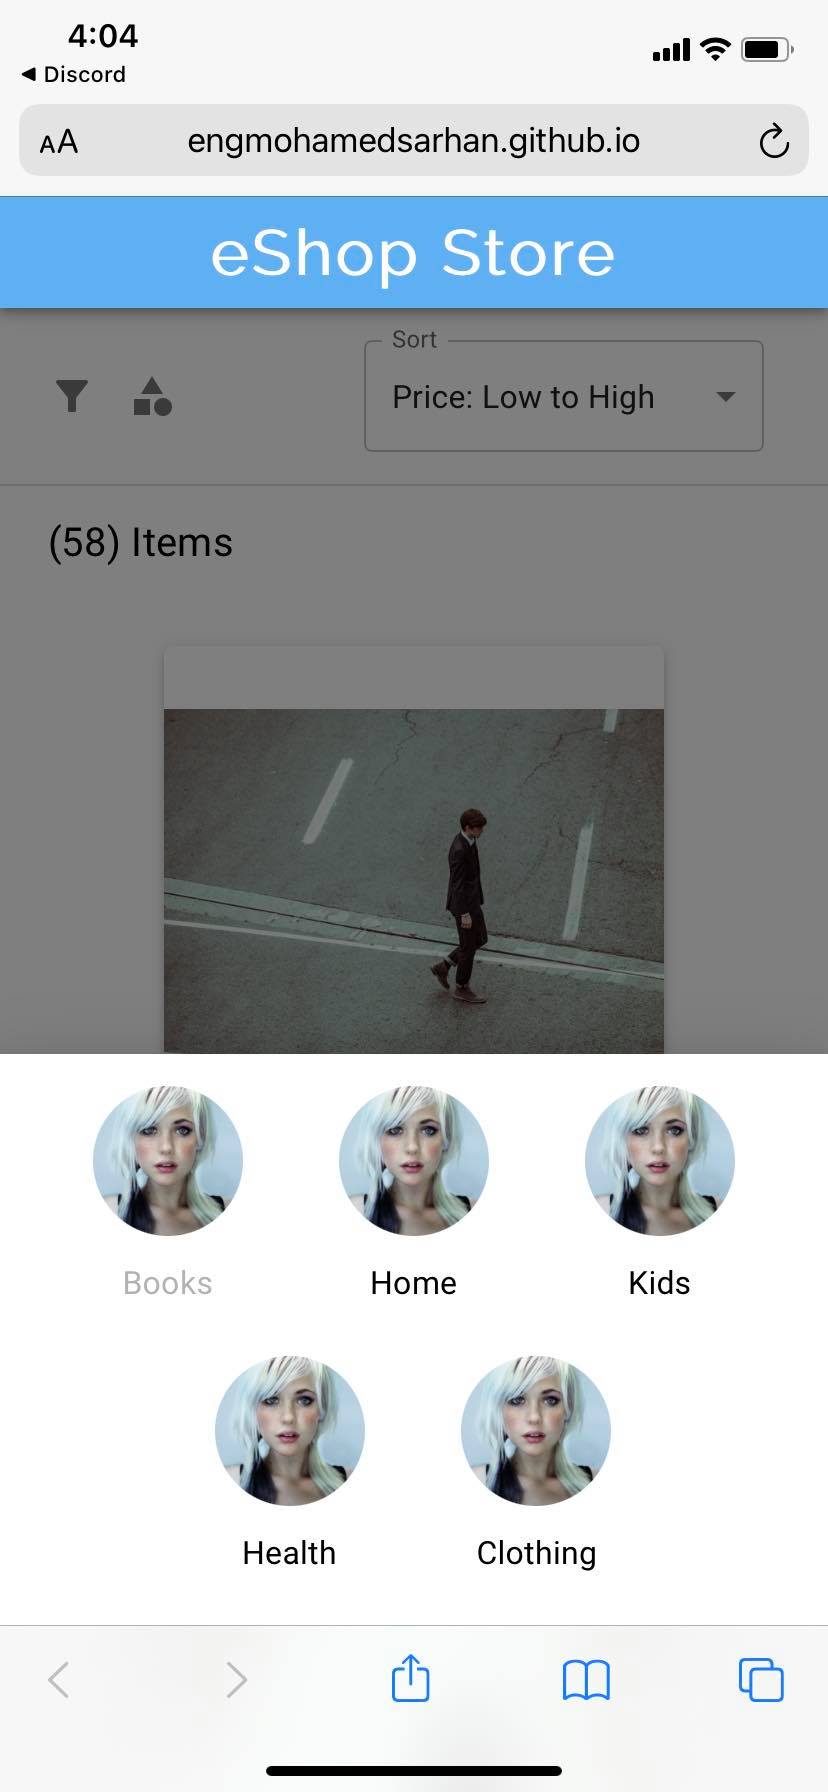 4:04
◀ Discord
AA engmohamedsarhan.github.io
eShop Store
Sort
Price: Low to High
(58) Items
Books Home Kids
Health Clothing